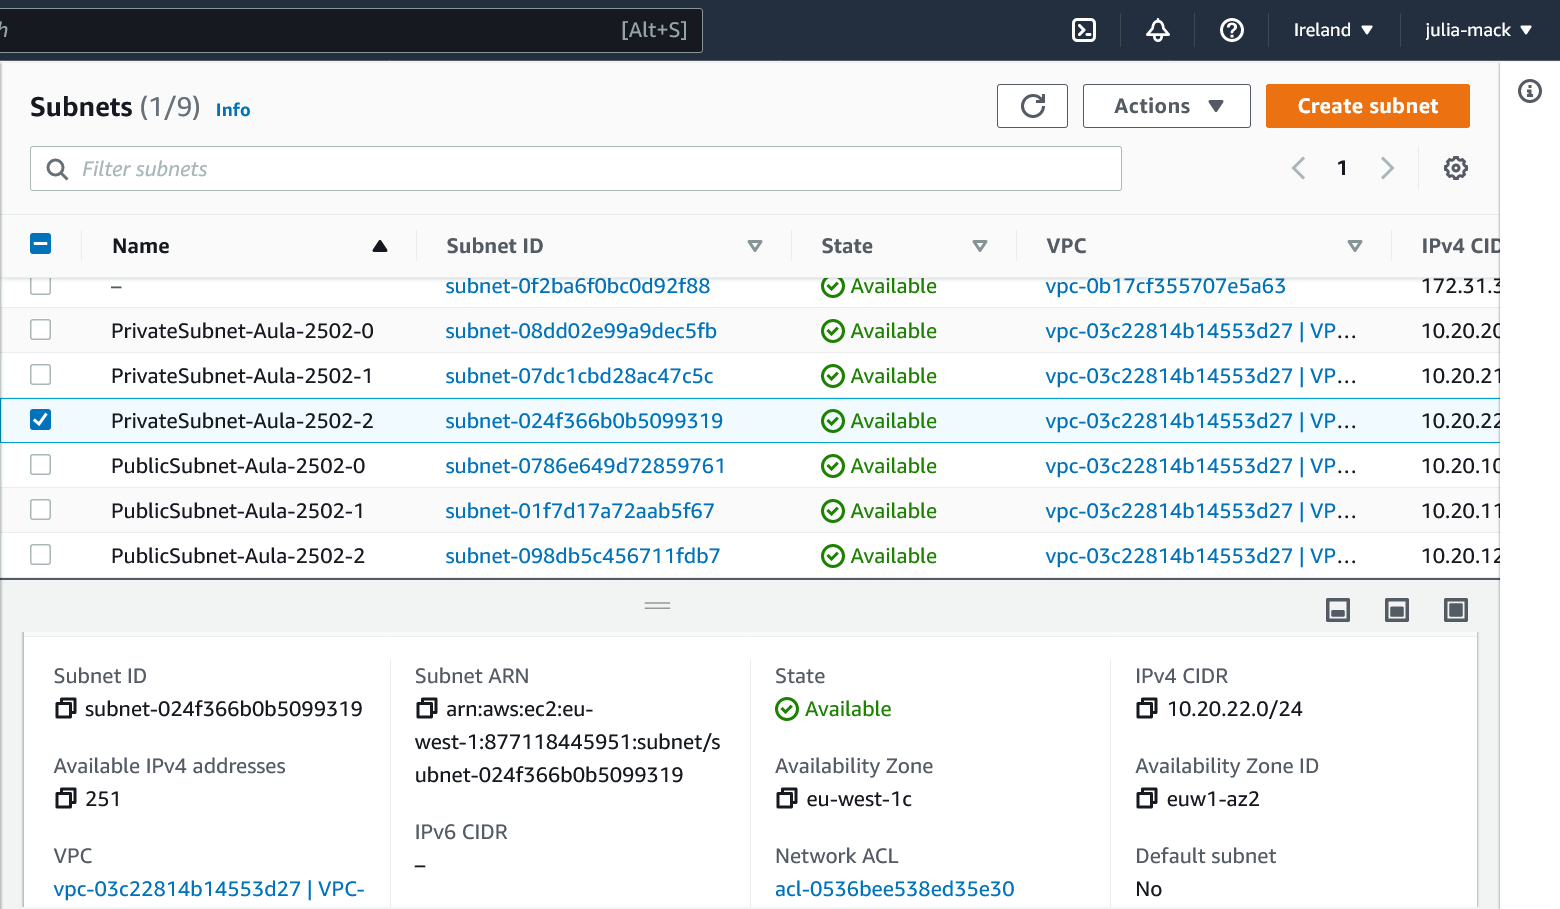 [Alt+S]
Ireland
julia-mack
Subnets (1/9) Info
Actions
Create subnet
Filter subnets
1
Name Subnet ID State VPC IPv4 CID
– subnet-0f2ba6f0bc0d92f88 Available vpc-0b17cf355707e5a63 172.31.3
PrivateSubnet-Aula-2502-0 subnet-08dd02e99a9dec5fb Available vpc-03c22814b14553d27 | VP... 10.20.20
PrivateSubnet-Aula-2502-1 subnet-07dc1cbd28ac47c5c Available vpc-03c22814b14553d27 | VP... 10.20.21
PrivateSubnet-Aula-2502-2 subnet-024f366b0b5099319 Available vpc-03c22814b14553d27 | VP... 10.20.22
PublicSubnet-Aula-2502-0 subnet-0786e649d72859761 Available vpc-03c22814b14553d27 | VP... 10.20.10
PublicSubnet-Aula-2502-1 subnet-01f7d17a72aab5f67 Available vpc-03c22814b14553d27 | VP... 10.20.11
PublicSubnet-Aula-2502-2 subnet-098db5c456711fdb7 Available vpc-03c22814b14553d27 | VP... 10.20.12
Subnet ID
subnet-024f366b0b5099319
Available IPv4 addresses
251
VPC
vpc-03c22814b14553d27 | VPC-
Subnet ARN
arn:aws:ec2:eu-
west-1:877118445951:subnet/s
ubnet-024f366b0b5099319
IPv6 CIDR
–
State
Available
Availability Zone
eu-west-1c
Network ACL
acl-0536bee538ed35e30
IPv4 CIDR
10.20.22.0/24
Availability Zone ID
euw1-az2
Default subnet
No